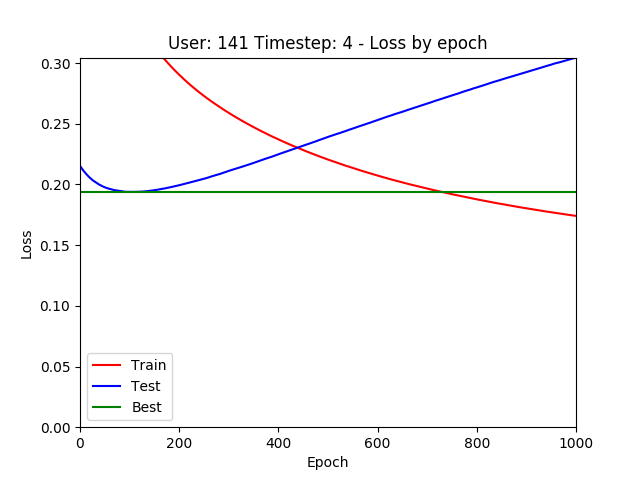 User: 141 Timestep: 4 - Loss by epoch
0.30
0.25
0.20
0.15
0.10
0.05
0.00
Loss
Train
Test
Best
0 200 400 600 800 1000
Epoch